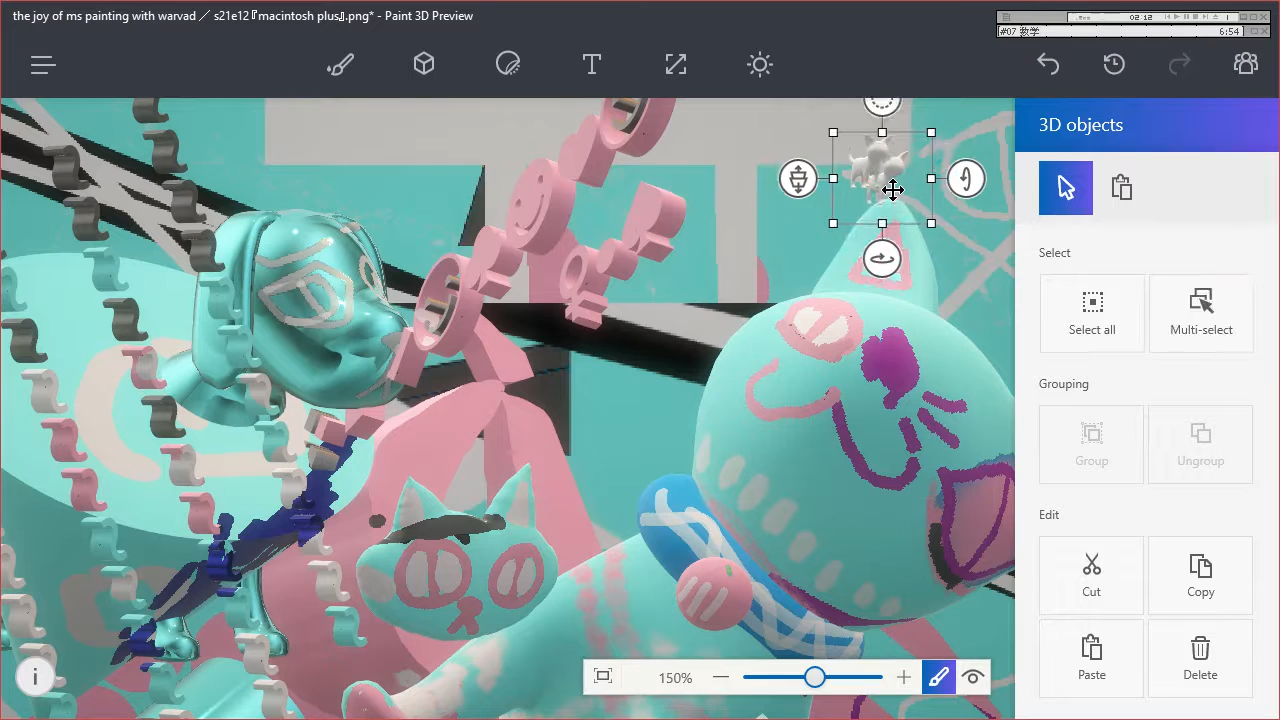 the joy of ms painting with warvad ／ s21e12『macintosh plus』.png* - Paint 3D Preview
02:12
#07 数学
6:54
3D objects
Select
Select all
Multi-select
Grouping
Group
Ungroup
Edit
Cut
Copy
Paste
Delete
150%